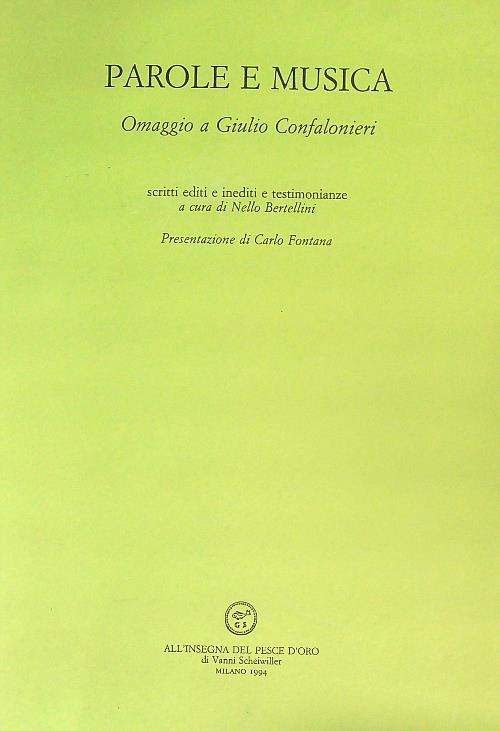 PAROLE E MUSICA
Omaggio a Giulio Confalonieri
scritti editi e inediti e testimonianze
a cura di Nello Bertellini
Presentazione di Carlo Fontana
G S
ALL'INSEGNA DEL PESCE D'ORO
di Vanni Scheiwiller
MILANO 1994